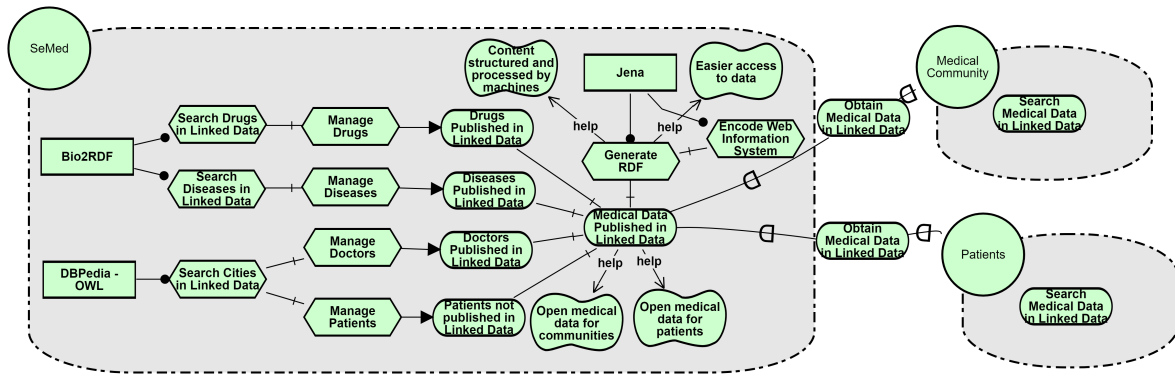 SeMed
Content
structured and
processed by
machines
Jena
Easier access
to data
Medical
Community
Search
Medical Data
in Linked Data
Obtain
Medical Data
in Linked Data
Search Drugs
in Linked Data
Manage
Drugs
Drugs
Published in
Linked Data
help
help
Encode Web
Information
System
Bio2RDF
Generate
RDF
Search
Diseases in
Linked Data
Manage
Diseases
Diseases
Published in
Linked Data
Medical Data
Published in
Linked Data
D
D
D
D
Obtain
Medical Data
in Linked Data
Manage
Doctors
Doctors
Published in
Linked Data
Patients
DBPedia -
OWL
Search Cities
in Linked Data
help
help
Manage
Patients
Patients not
published in
Linked Data
Open medical
data for
communities
Open medical
data for
patients
Search
Medical Data
in Linked Data